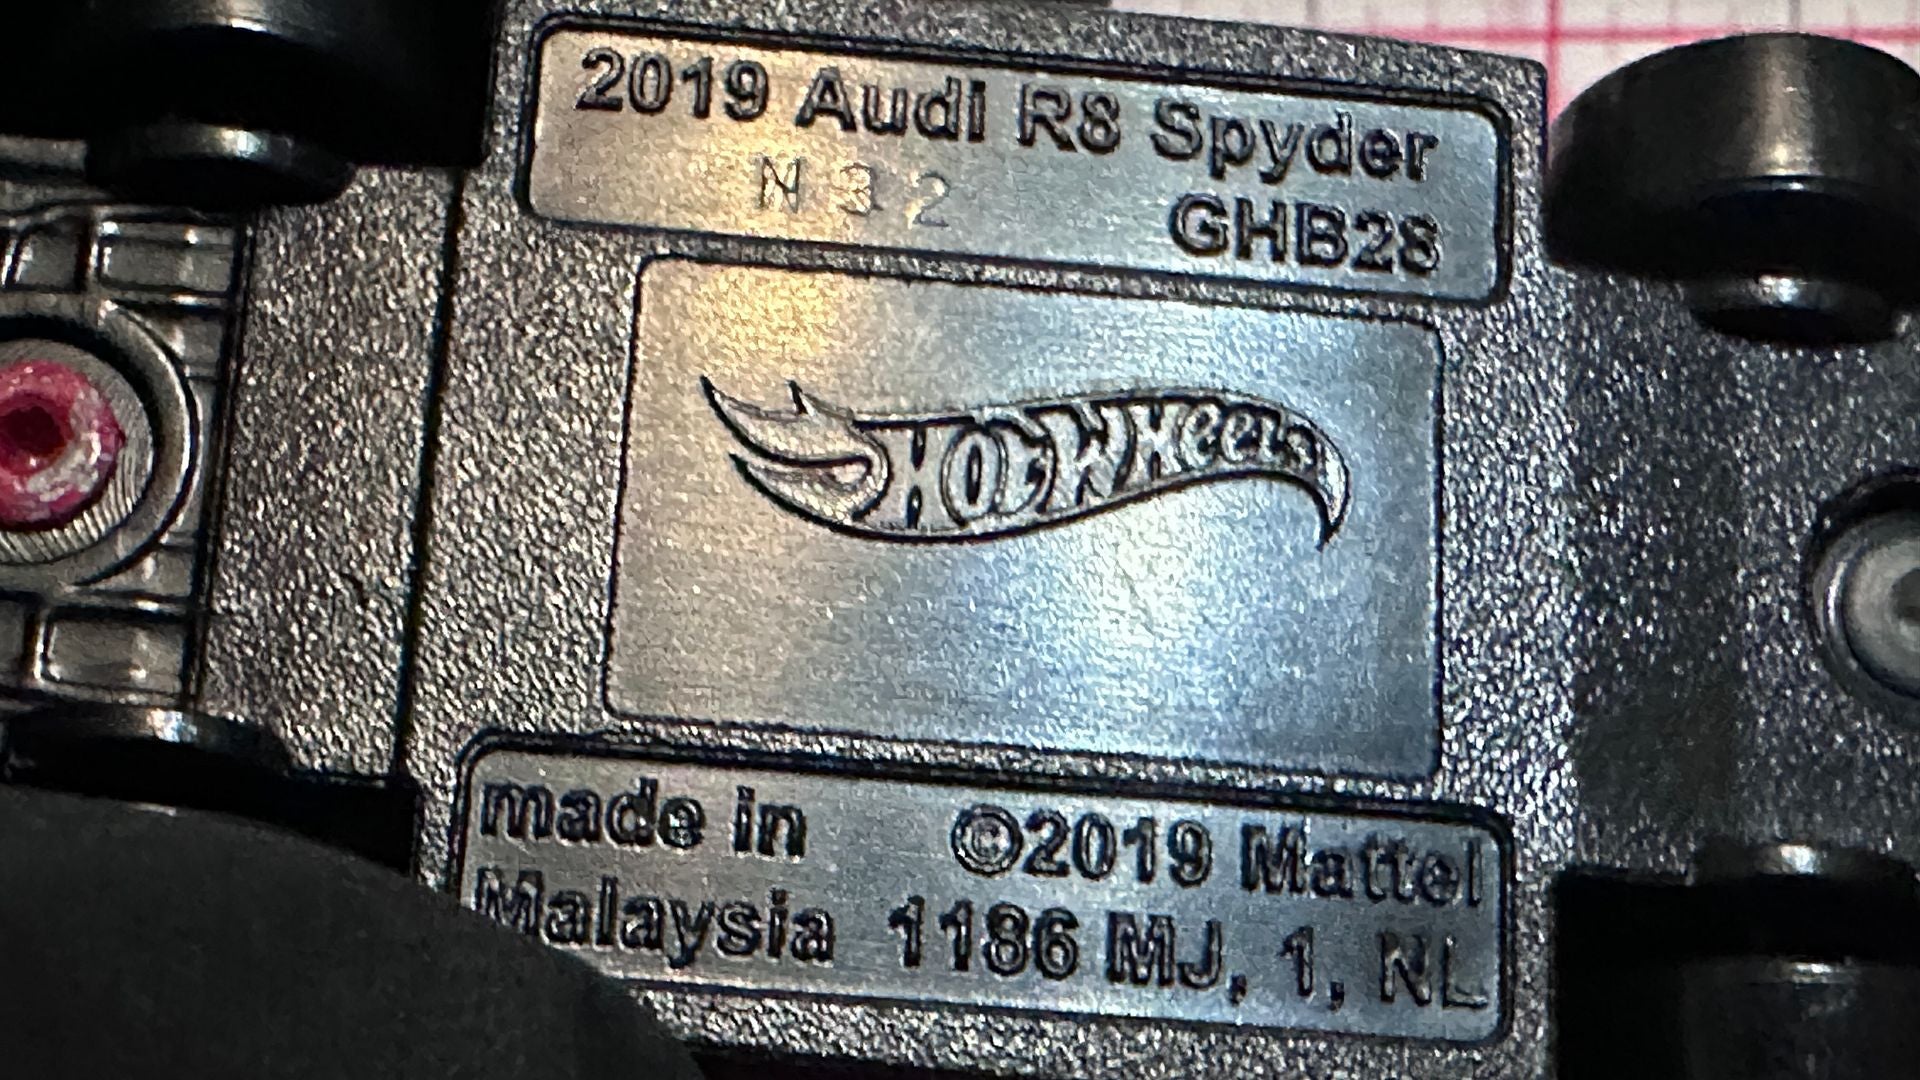 2019 Audi R8 Spyder
N32 GHB28
HOT WHEELS
made in ©2019 Mattel
Malaysia 1186 MJ, 1, NL